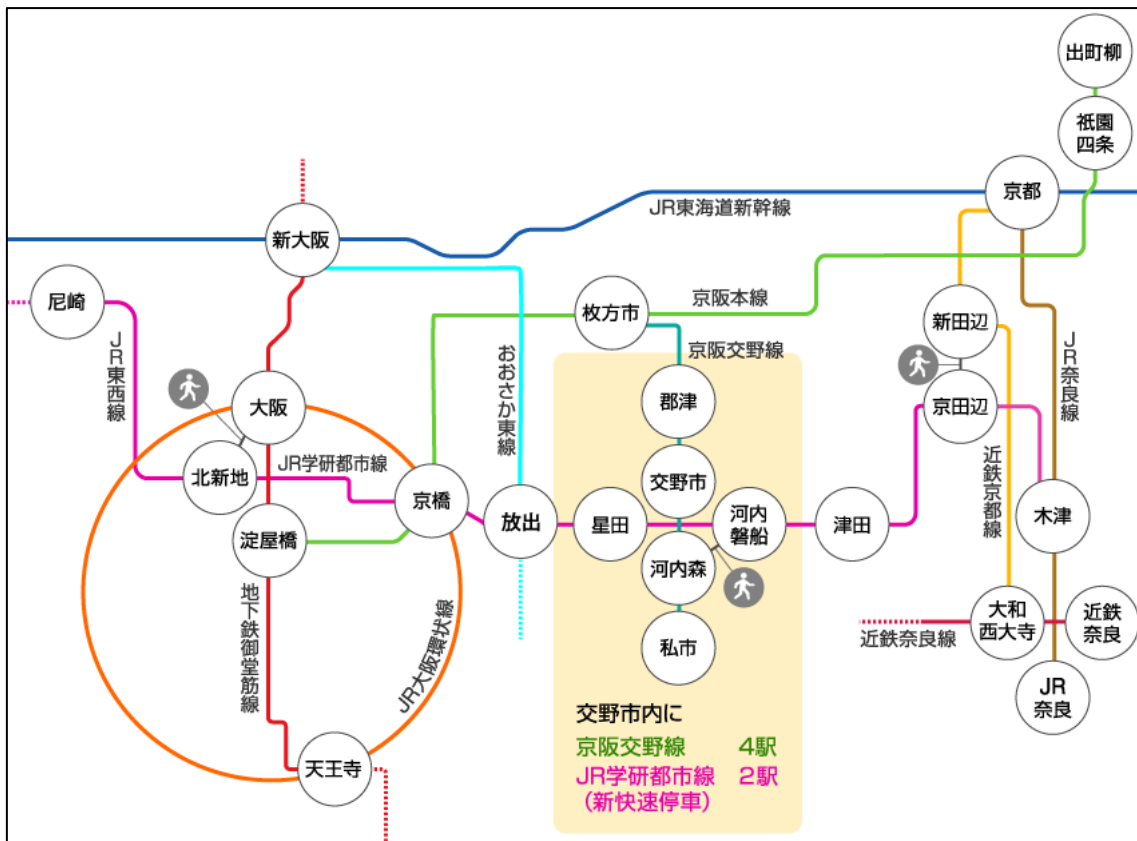 出町柳
祇園
四条
京都
JR東海道新幹線
新大阪
尼崎
枚方市
京阪本線
新田辺
JR東西線
おおさか東線
京阪交野線
JR奈良線
大阪
郡津
京田辺
北新地
JR学研都市線
交野市
近鉄京都線
京橋
放出
星田
河内
磐船
津田
木津
淀屋橋
河内森
地下鉄御堂筋線
JR大阪環状線
私市
近鉄奈良線
大和
西大寺
近鉄
奈良
JR
奈良
天王寺
交野市内に
京阪交野線 4駅
JR学研都市線 2駅
(新快速停車)